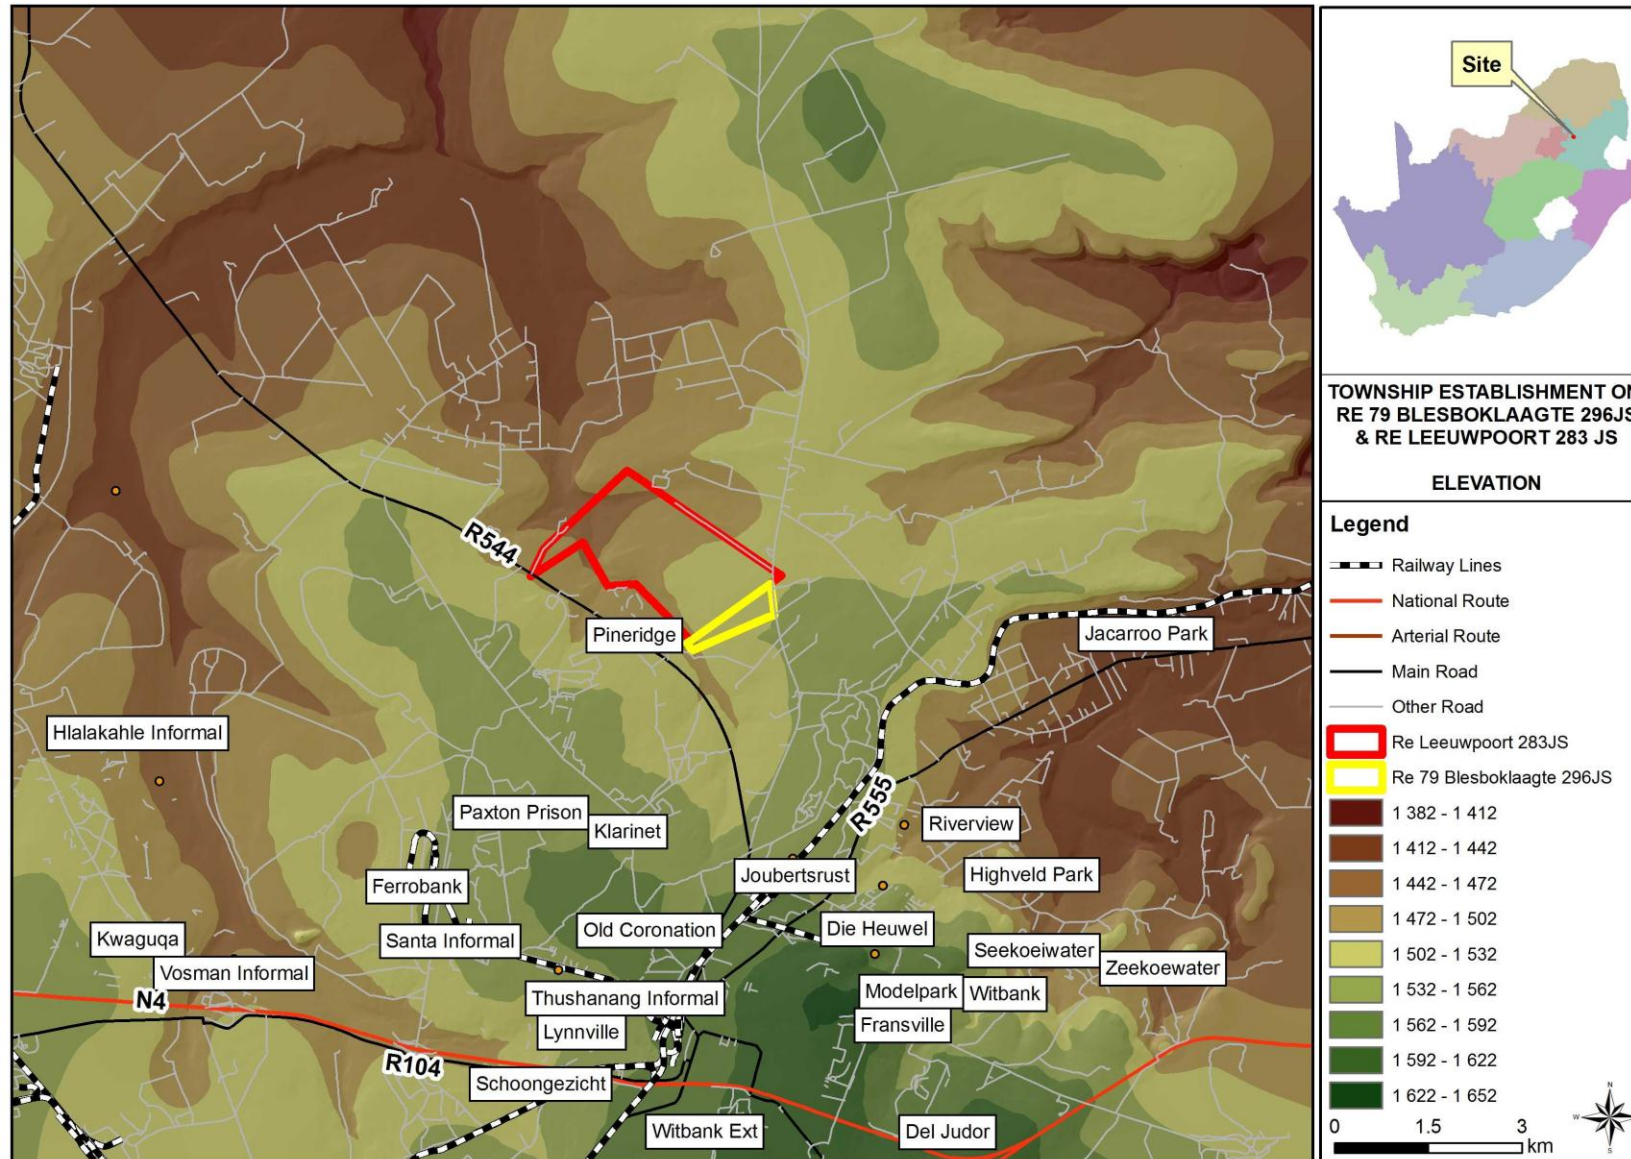 R544
Pineridge
Jacarroo Park
Hlalakahle Informal
R555
Paxton Prison
Klarinet
Riverview
Ferrobank
Joubertsrust
Highveld Park
Kwaguqa
Santa Informal
Old Coronation
Die Heuwel
Seekoeiwater
Vosman Informal
Zeekoewater
N4
Thushanang Informal
Modelpark
Witbank
Lynnville
Fransville
R104
Schoongezicht
Witbank Ext
Del Judor
Site
TOWNSHIP ESTABLISHMENT ON
RE 79 BLESBOKLAAGTE 296JS
& RE LEEUWPOORT 283 JS
ELEVATION
Legend
Railway Lines
National Route
Arterial Route
Main Road
Other Road
Re Leeuwpoort 283JS
Re 79 Blesboklaagte 296JS
1 382 - 1 412
1 412 - 1 442
1 442 - 1 472
1 472 - 1 502
1 502 - 1 532
1 532 - 1 562
1 562 - 1 592
1 592 - 1 622
1 622 - 1 652
0 1.5 3
km
N
W
S